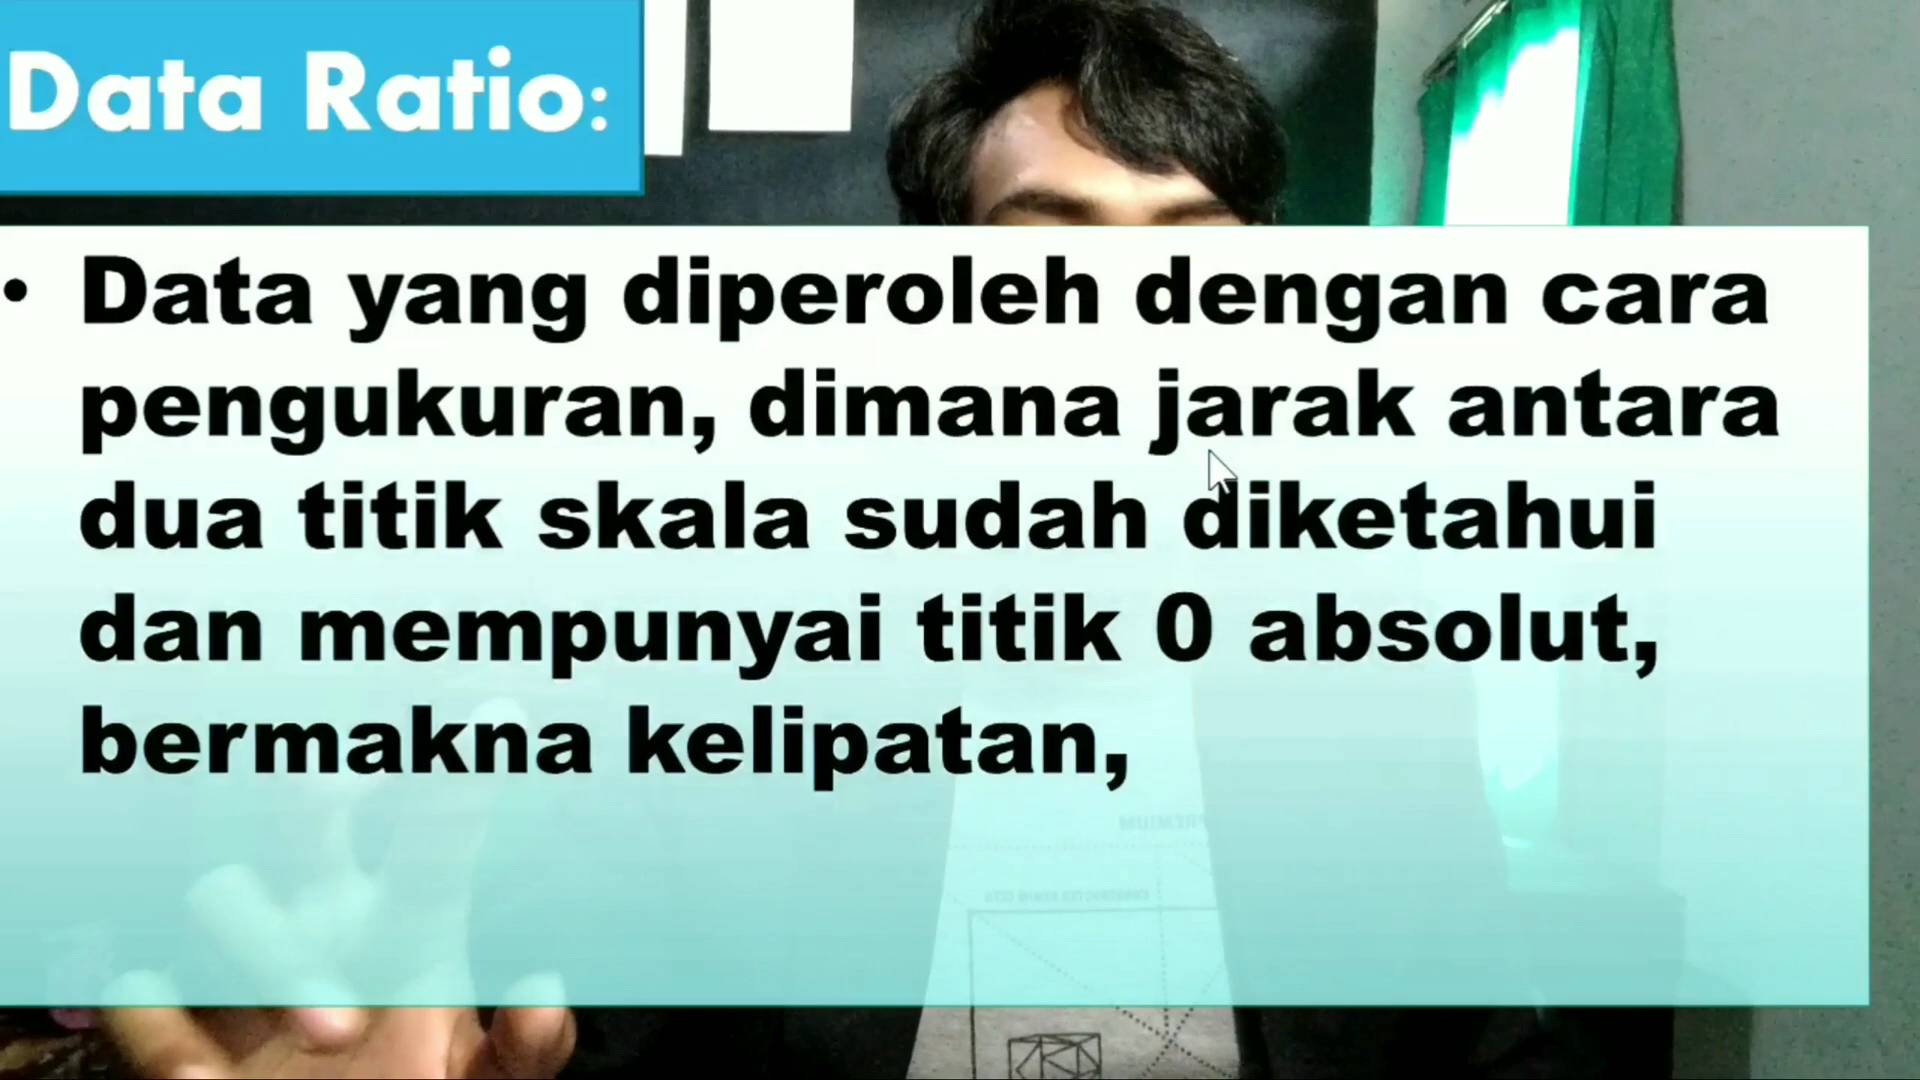 Data Ratio:
• Data yang diperoleh dengan cara
pengukuran, dimana jarak antara
dua titik skala sudah diketahui
dan mempunyai titik 0 absolut,
bermakna kelipatan,